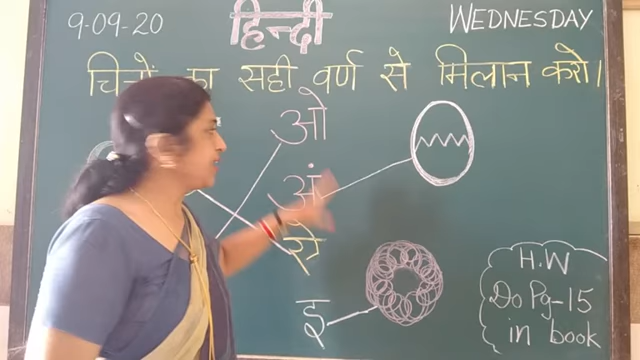 9-09-20 हिन्दी WEDNESDAY
चित्रों का सही वर्ण से मिलान करो।
ओ
अं
ऐ
इ
H.W
Do Pg-15
in book